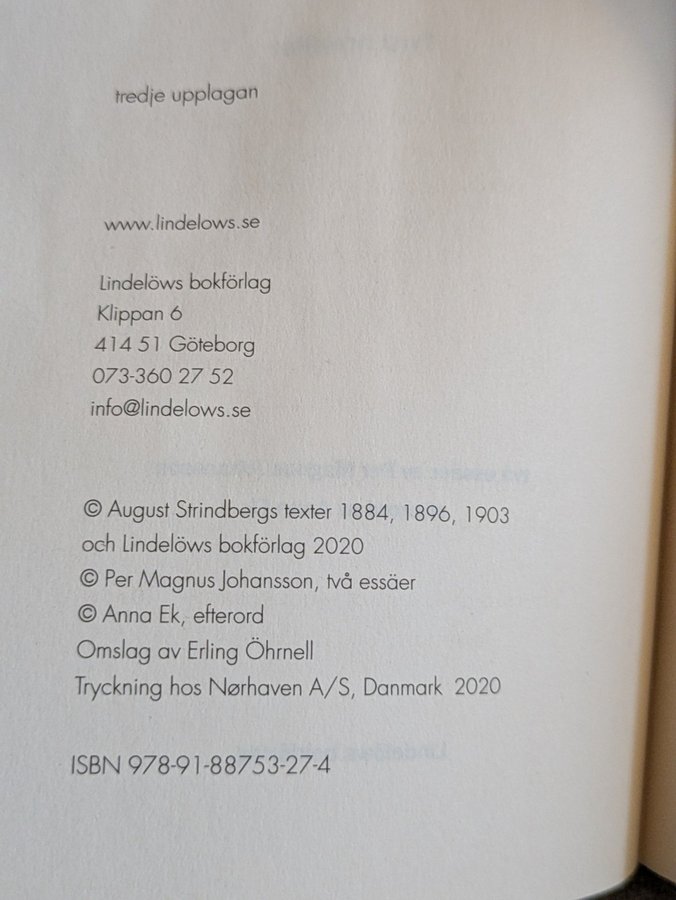 tredje upplagan
www.lindelows.se
Lindelöws bokförlag
Klippan 6
414 51 Göteborg
073-360 27 52
info@lindelows.se
© August Strindbergs texter 1884, 1896, 1903
och Lindelöws bokförlag 2020
© Per Magnus Johansson, två essäer
© Anna Ek, efterord
Omslag av Erling Öhrnell
Tryckning hos Nørhaven A/S, Danmark 2020
ISBN 978-91-88753-27-4